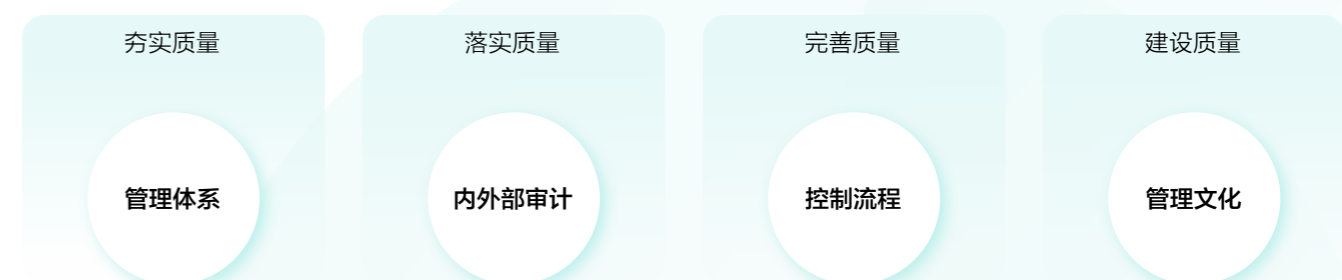 夯实质量
管理体系
落实质量
内外部审计
完善质量
控制流程
建设质量
管理文化